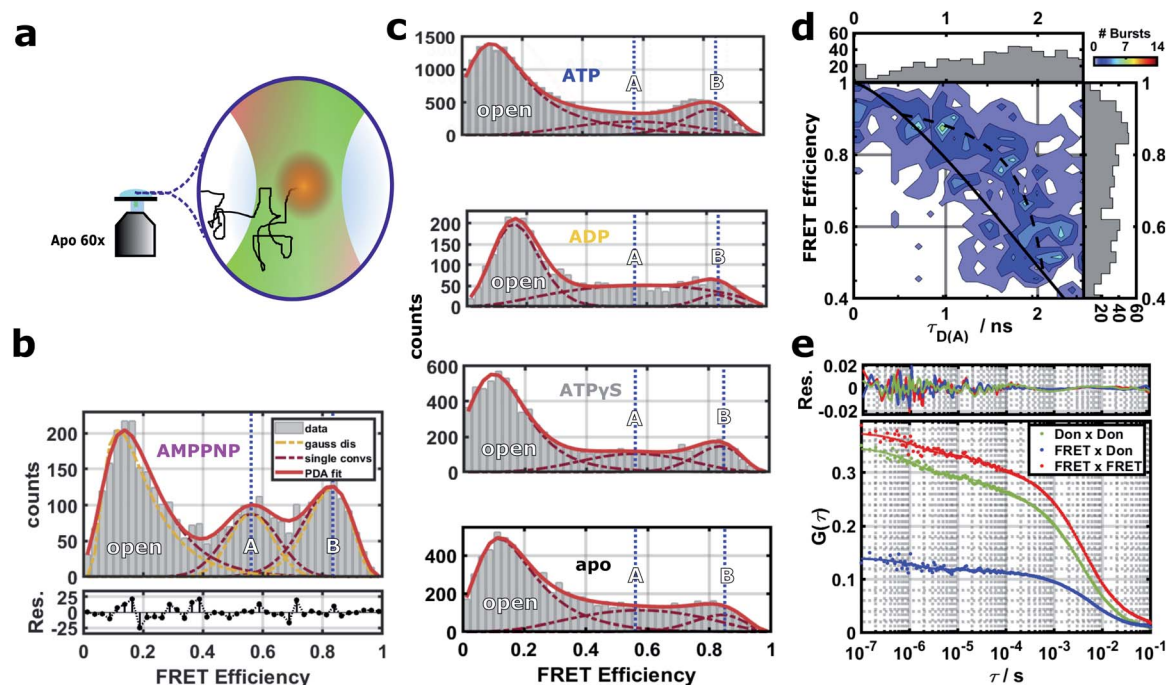 a
Apo 60x
b
counts
200
150
100
50
0
AMPPNP
open
A
B
data
gauss dis
single convs
PDA fit
Res.
25
0
-25
0 0.2 0.4 0.6 0.8 1
FRET Efficiency
c
counts
1500
1000
500
0
ATP
open
A
B
200
150
100
50
0
ADP
open
A
B
600
400
200
0
ATPγS
open
A
B
400
200
0
apo
open
A
B
0 0.2 0.4 0.6 0.8 1
FRET Efficiency
d
0 1 2
60
40
20
0
# Bursts
0 7 14
FRET Efficiency
1
0.8
0.6
0.4
1
0.8
0.6
0.4
0 1 2
20 40 60
τD(A) / ns
e
Res.
0.02
0
-0.02
G(τ)
0.3
0.2
0.1
0
Don x Don
FRET x Don
FRET x FRET
10-7 10-6 10-5 10-4 10-3 10-2 10-1
τ / s